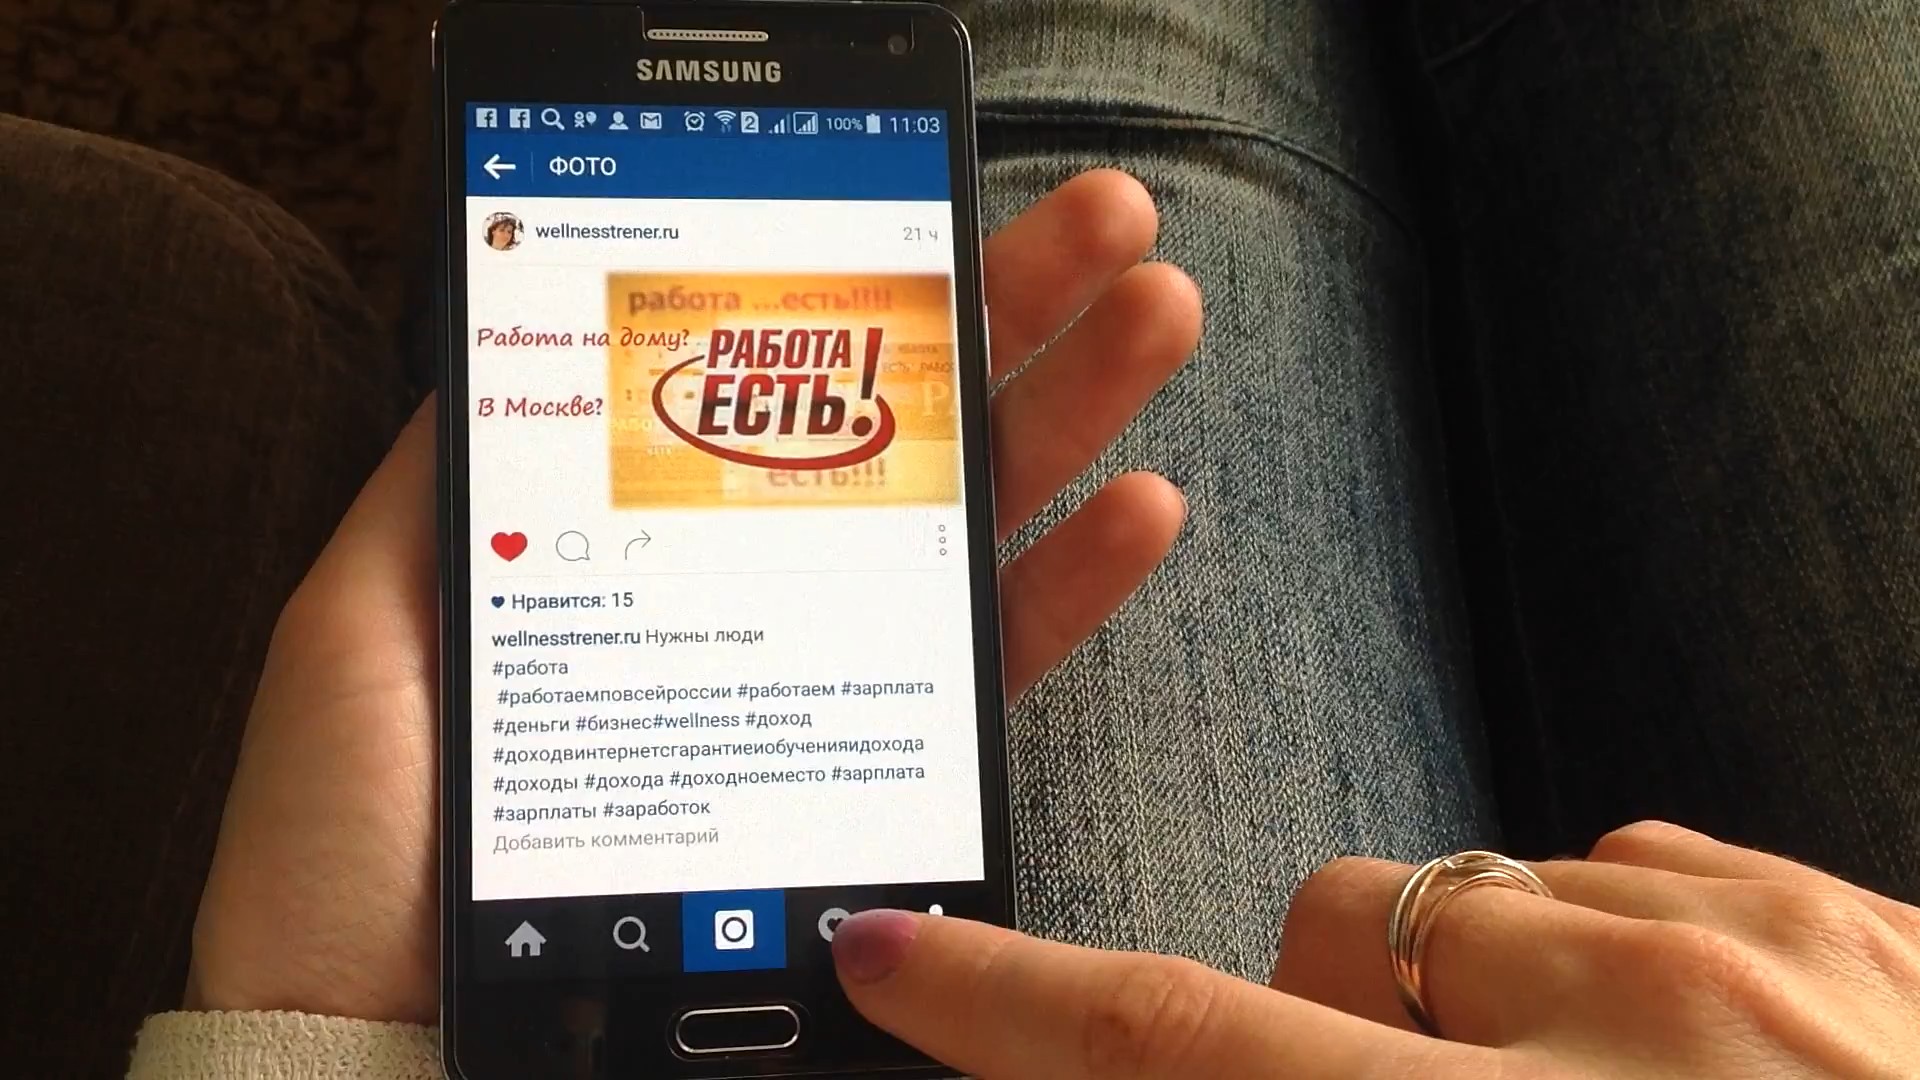 SAMSUNG
2 100% 11:03
ФОТО
wellnesstrener.ru
21 ч
работа ...есть!!!!
Работа на дому?
РАБОТА
ЕСТЬ!
В Москве?
есть!!!
Нравится: 15
wellnesstrener.ru Нужны люди
#работа
#работаемповсейроссии #работаем #зарплата
#деньги #бизнес#wellness #доход
#доходвинтернетсгарантиейобученияидохода
#доходы #дохода #доходноеместо #зарплата
#зарплаты #заработок
Добавить комментарий